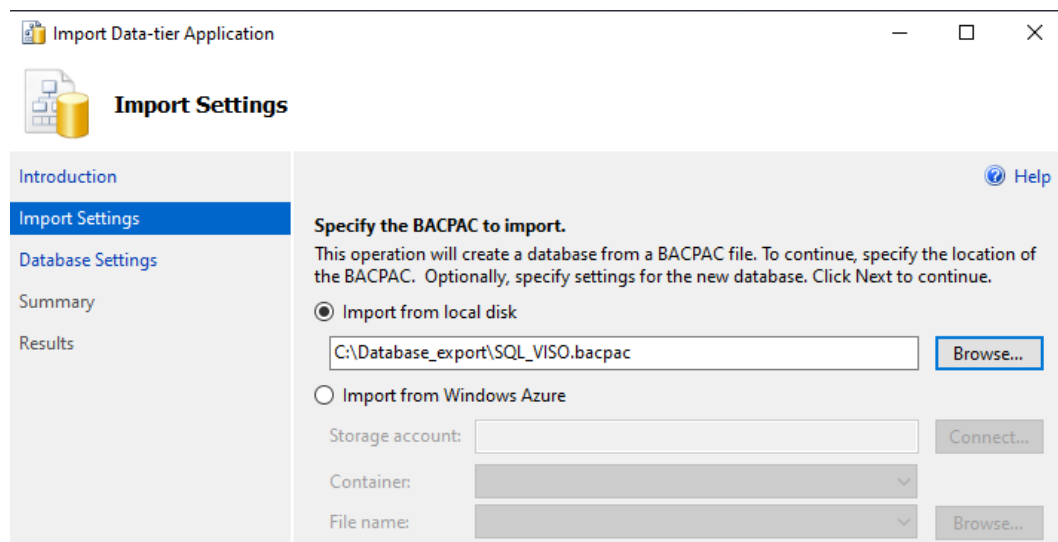 Import Data-tier Application
Import Settings
Introduction
Import Settings
Database Settings
Summary
Results
Help
Specify the BACPAC to import.
This operation will create a database from a BACPAC file. To continue, specify the location of
the BACPAC.  Optionally, specify settings for the new database. Click Next to continue.
Import from local disk
C:\Database_export\SQL_VISO.bacpac
Browse...
Import from Windows Azure
Storage account:
Connect...
Container:
File name:
Browse...